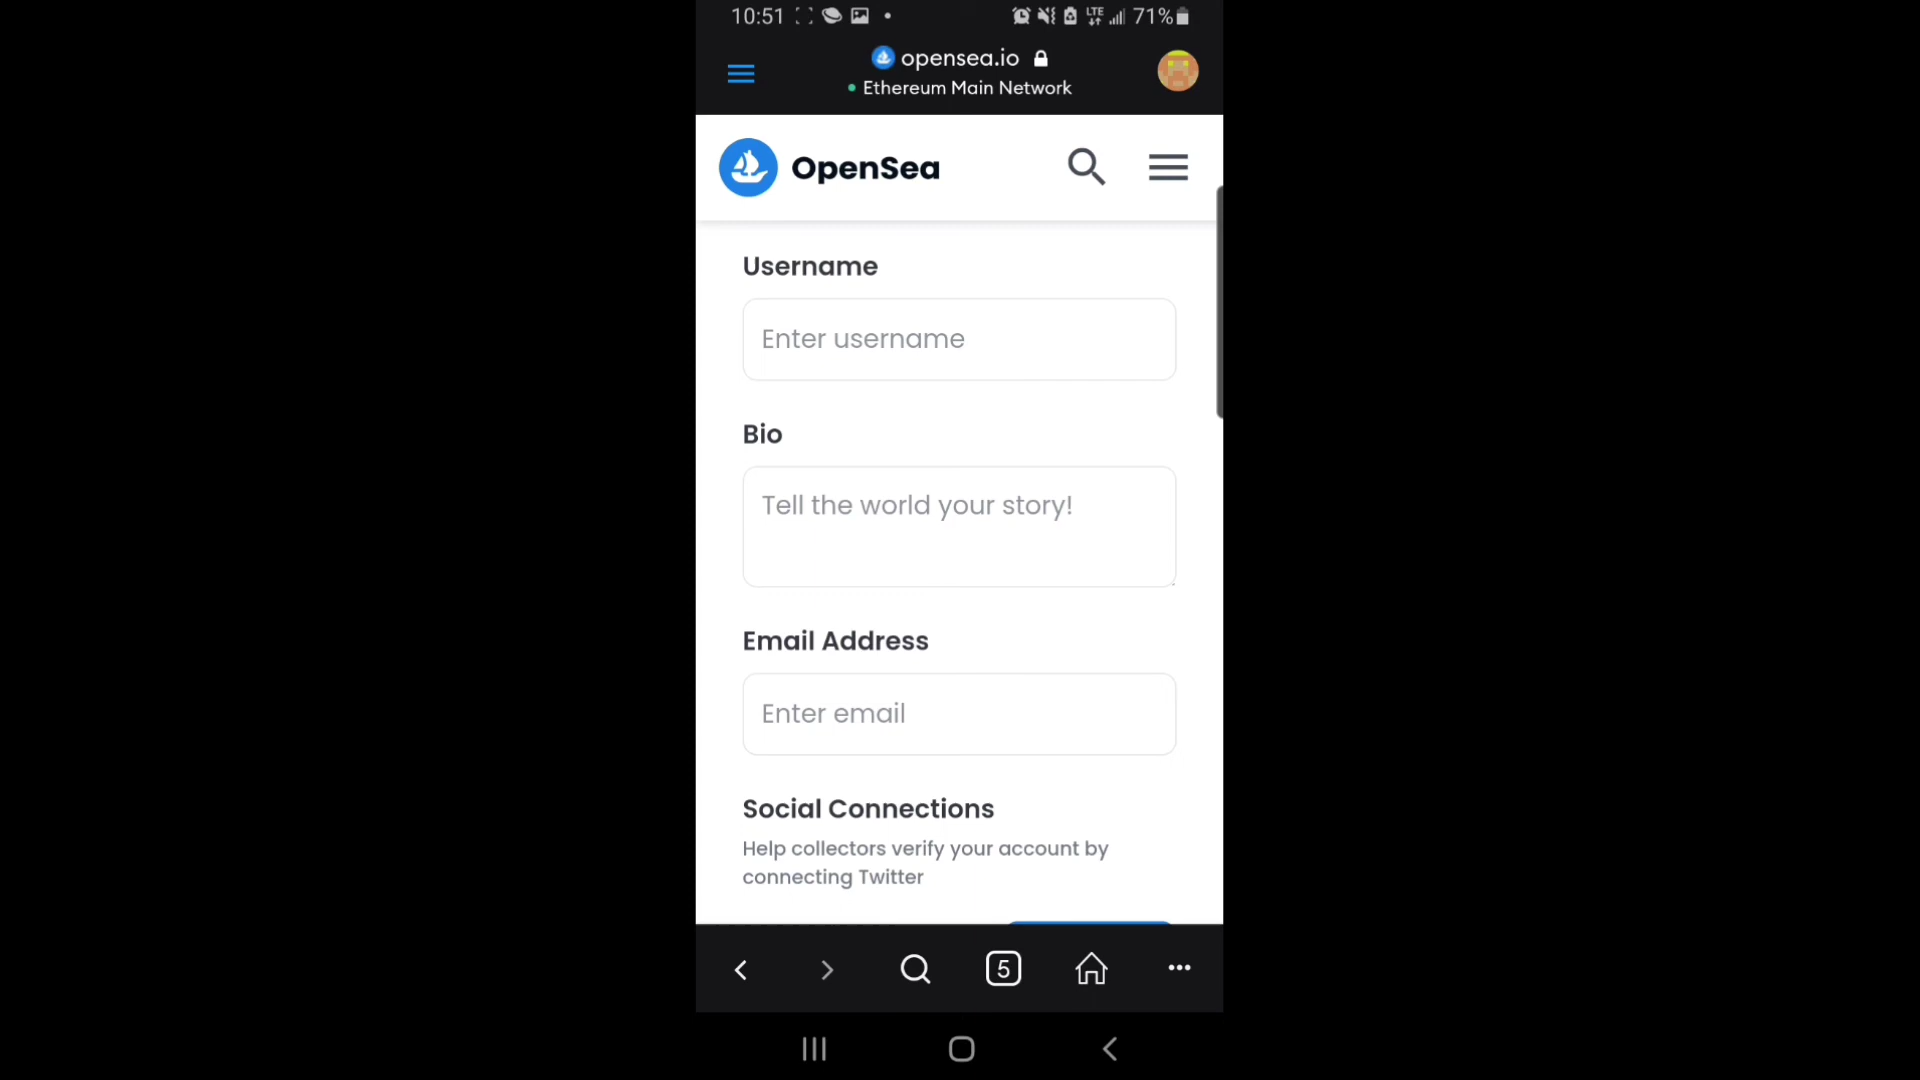 10:51
LTE
71%
opensea.io
Ethereum Main Network
OpenSea
Username
Enter username
Bio
Tell the world your story!
Email Address
Enter email
Social Connections
Help collectors verify your account by
connecting Twitter
5